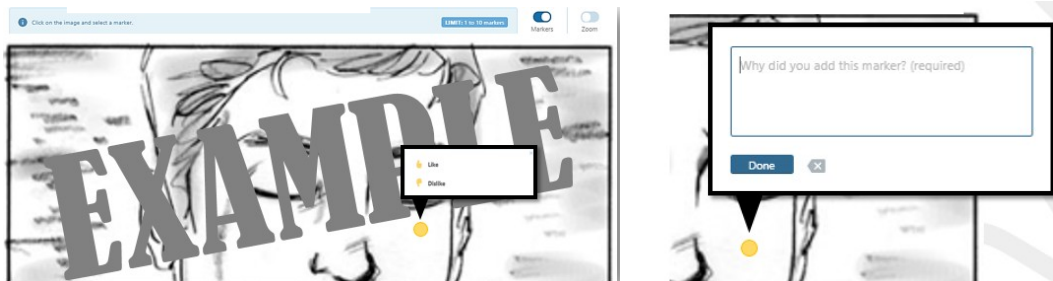 Click on the image and select a marker.
LIMIT: 1 to 10 markers
Markers
Zoom
EXAMPLE
Like
Dislike
Why did you add this marker? (required)
Done